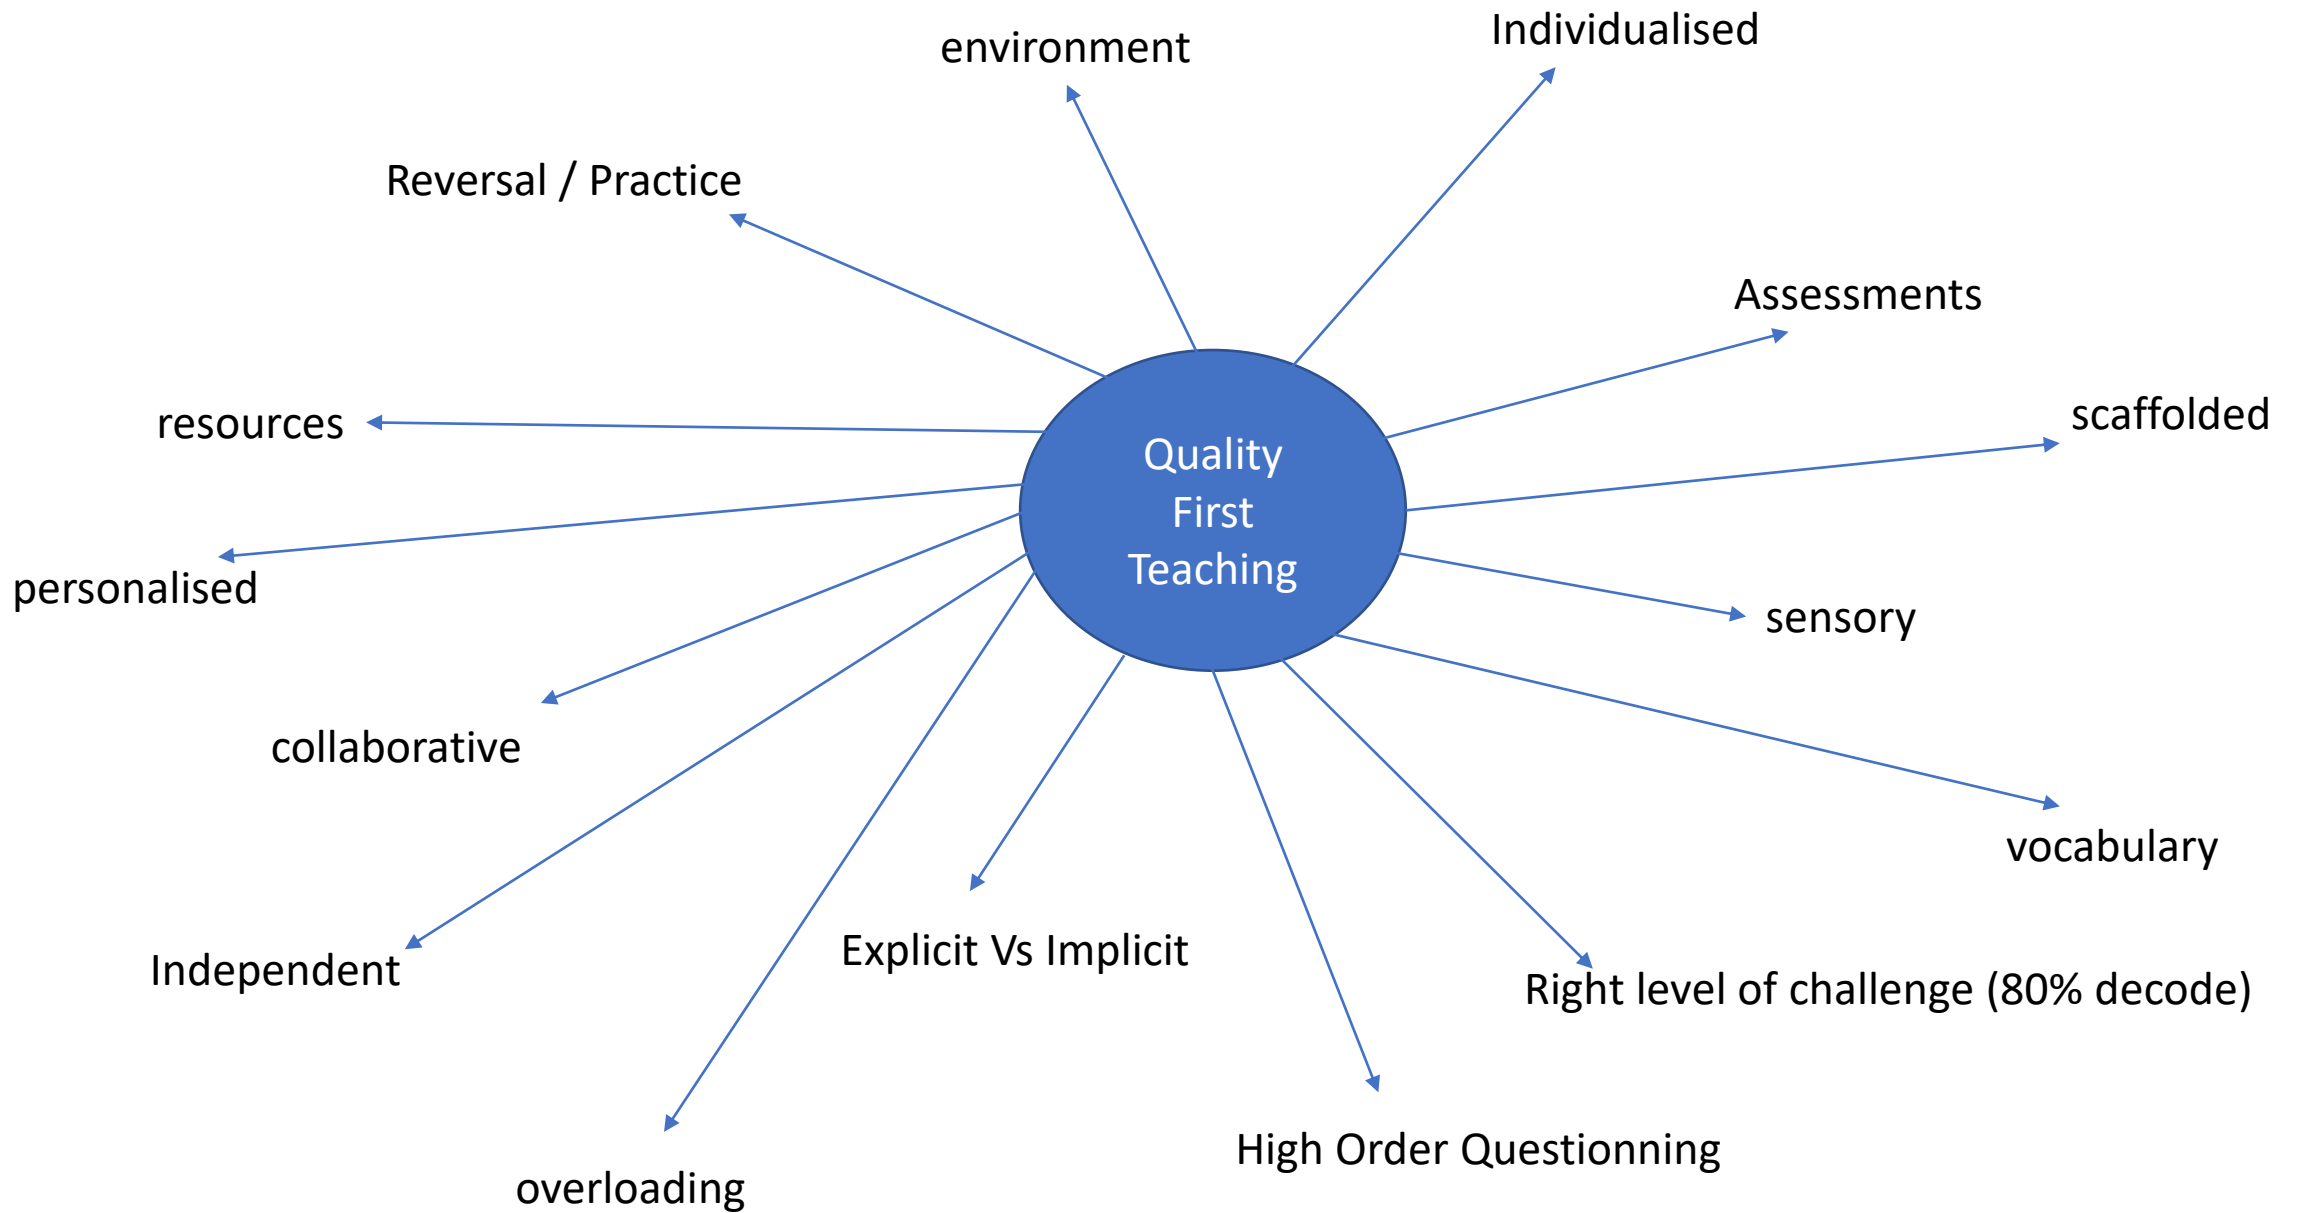 Individualised
environment
Reversal / Practice
Assessments
scaffolded
resources
Quality
First
Teaching
personalised
sensory
collaborative
vocabulary
Explicit Vs Implicit
Independent
Right level of challenge (80% decode)
High Order Questionning
overloading